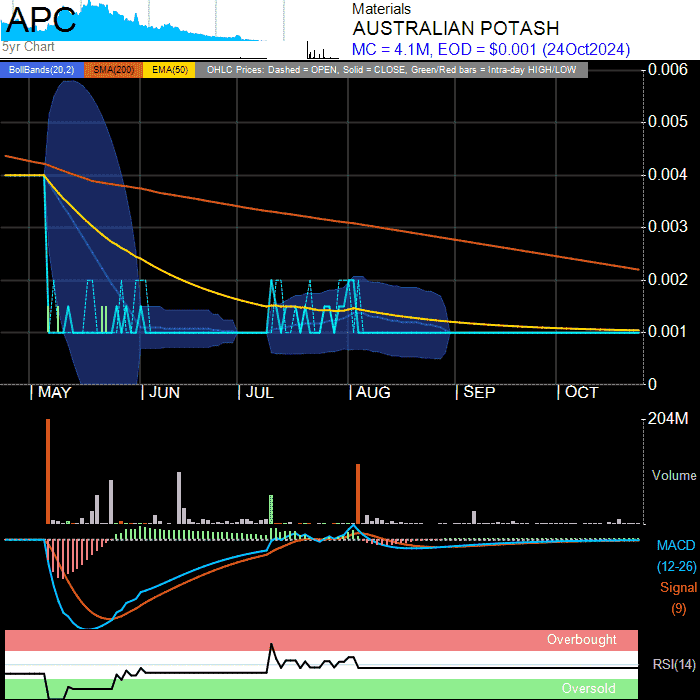 APC
5yr Chart
Materials
AUSTRALIAN POTASH
MC = 4.1M, EOD = $0.001 (24Oct2024)
BollBands(20,2) SMA(200) EMA(50) OHLC Prices: Dashed = OPEN, Solid = CLOSE, Green/Red bars = Intra-day HIGH/LOW
0.006
0.005
0.004
0.003
0.002
0.001
0
MAY JUN JUL AUG SEP OCT
204M
Volume
MACD
(12-26)
Signal
(9)
Overbought
RSI(14)
Oversold